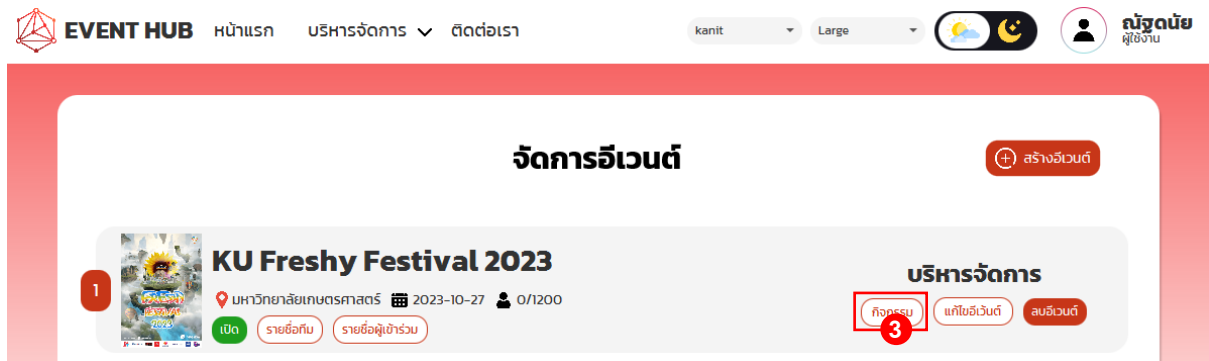 EVENT HUB หน้าแรก บริหารจัดการ ติดต่อเรา kanit Large ณัฐดนัย
ผู้ใช้งาน
จัดการอีเวนต์
สร้างอีเวนต์
1
KU Freshy Festival 2023
มหาวิทยาลัยเกษตรศาสตร์ 2023-10-27 0/1200
เปิด รายชื่อทีม รายชื่อผู้เข้าร่วม
บริหารจัดการ
กิจกรรม แก้ไขอีเว้นต์ ลบอีเวนต์
3